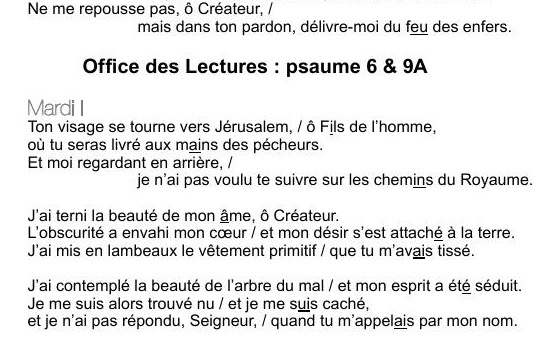 Ne me repousse pas, ô Créateur, /
mais dans ton pardon, délivre-moi du feu des enfers.
Office des Lectures : psaume 6 & 9A
Mardi I
Ton visage se tourne vers Jérusalem, / ô Fils de l'homme,
où tu seras livré aux mains des pécheurs.
Et moi regardant en arrière, /
je n'ai pas voulu te suivre sur les chemins du Royaume.
J'ai terni la beauté de mon âme, ô Créateur.
L'obscurité a envahi mon cœur / et mon désir s'est attaché à la terre.
J'ai mis en lambeaux le vêtement primitif / que tu m'avais tissé.
J'ai contemplé la beauté de l'arbre du mal / et mon esprit a été séduit.
Je me suis alors trouvé nu / et je me suis caché,
et je n'ai pas répondu, Seigneur, / quand tu m'appelais par mon nom.